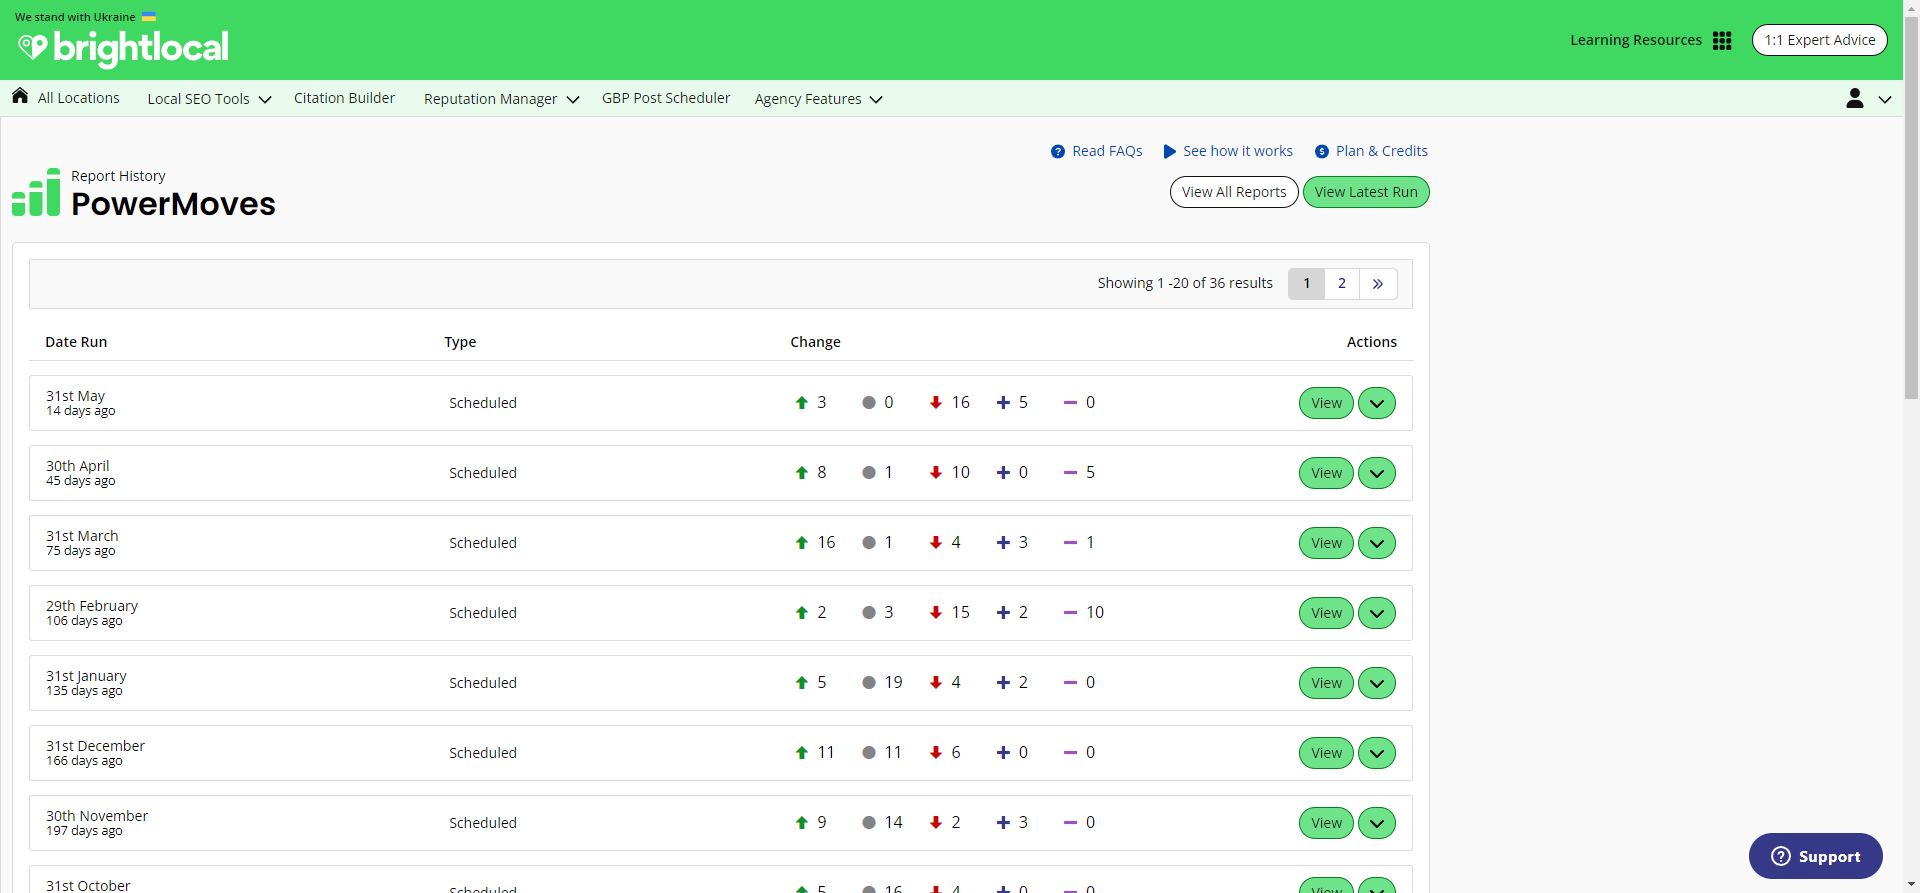 We stand with Ukraine
brightlocal
Learning Resources
1:1 Expert Advice
All Locations
Local SEO Tools
Citation Builder
Reputation Manager
GBP Post Scheduler
Agency Features
Read FAQs
See how it works
Plan & Credits
Report History
PowerMoves
View All Reports
View Latest Run
Showing 1 -20 of 36 results
1 2 »
Date Run Type Change Actions
31st May
14 days ago
Scheduled 3 0 16 5 0 View
30th April
45 days ago
Scheduled 8 1 10 0 5 View
31st March
75 days ago
Scheduled 16 1 4 3 1 View
29th February
106 days ago
Scheduled 2 3 15 2 10 View
31st January
135 days ago
Scheduled 5 19 4 2 0 View
31st December
166 days ago
Scheduled 11 11 6 0 0 View
30th November
197 days ago
Scheduled 9 14 2 3 0 View
31st October
Scheduled 5 16 4 0 0 View
Support